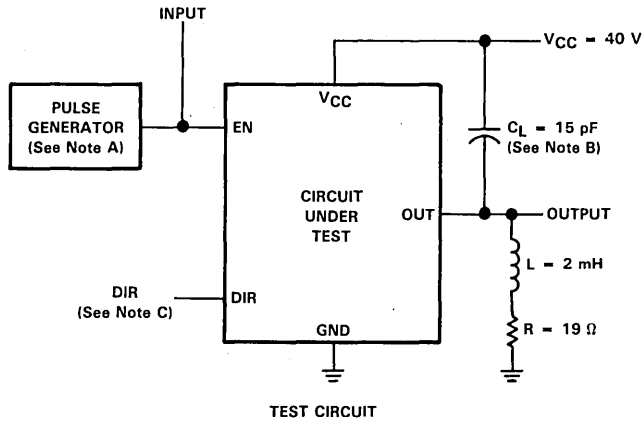 INPUT
VCC = 40 V
PULSE
GENERATOR
(See Note A)
VCC
EN
CL = 15 pF
(See Note B)
CIRCUIT
UNDER
TEST
OUT
OUTPUT
L = 2 mH
DIR
(See Note C)
DIR
GND
R = 19 Ω
TEST CIRCUIT